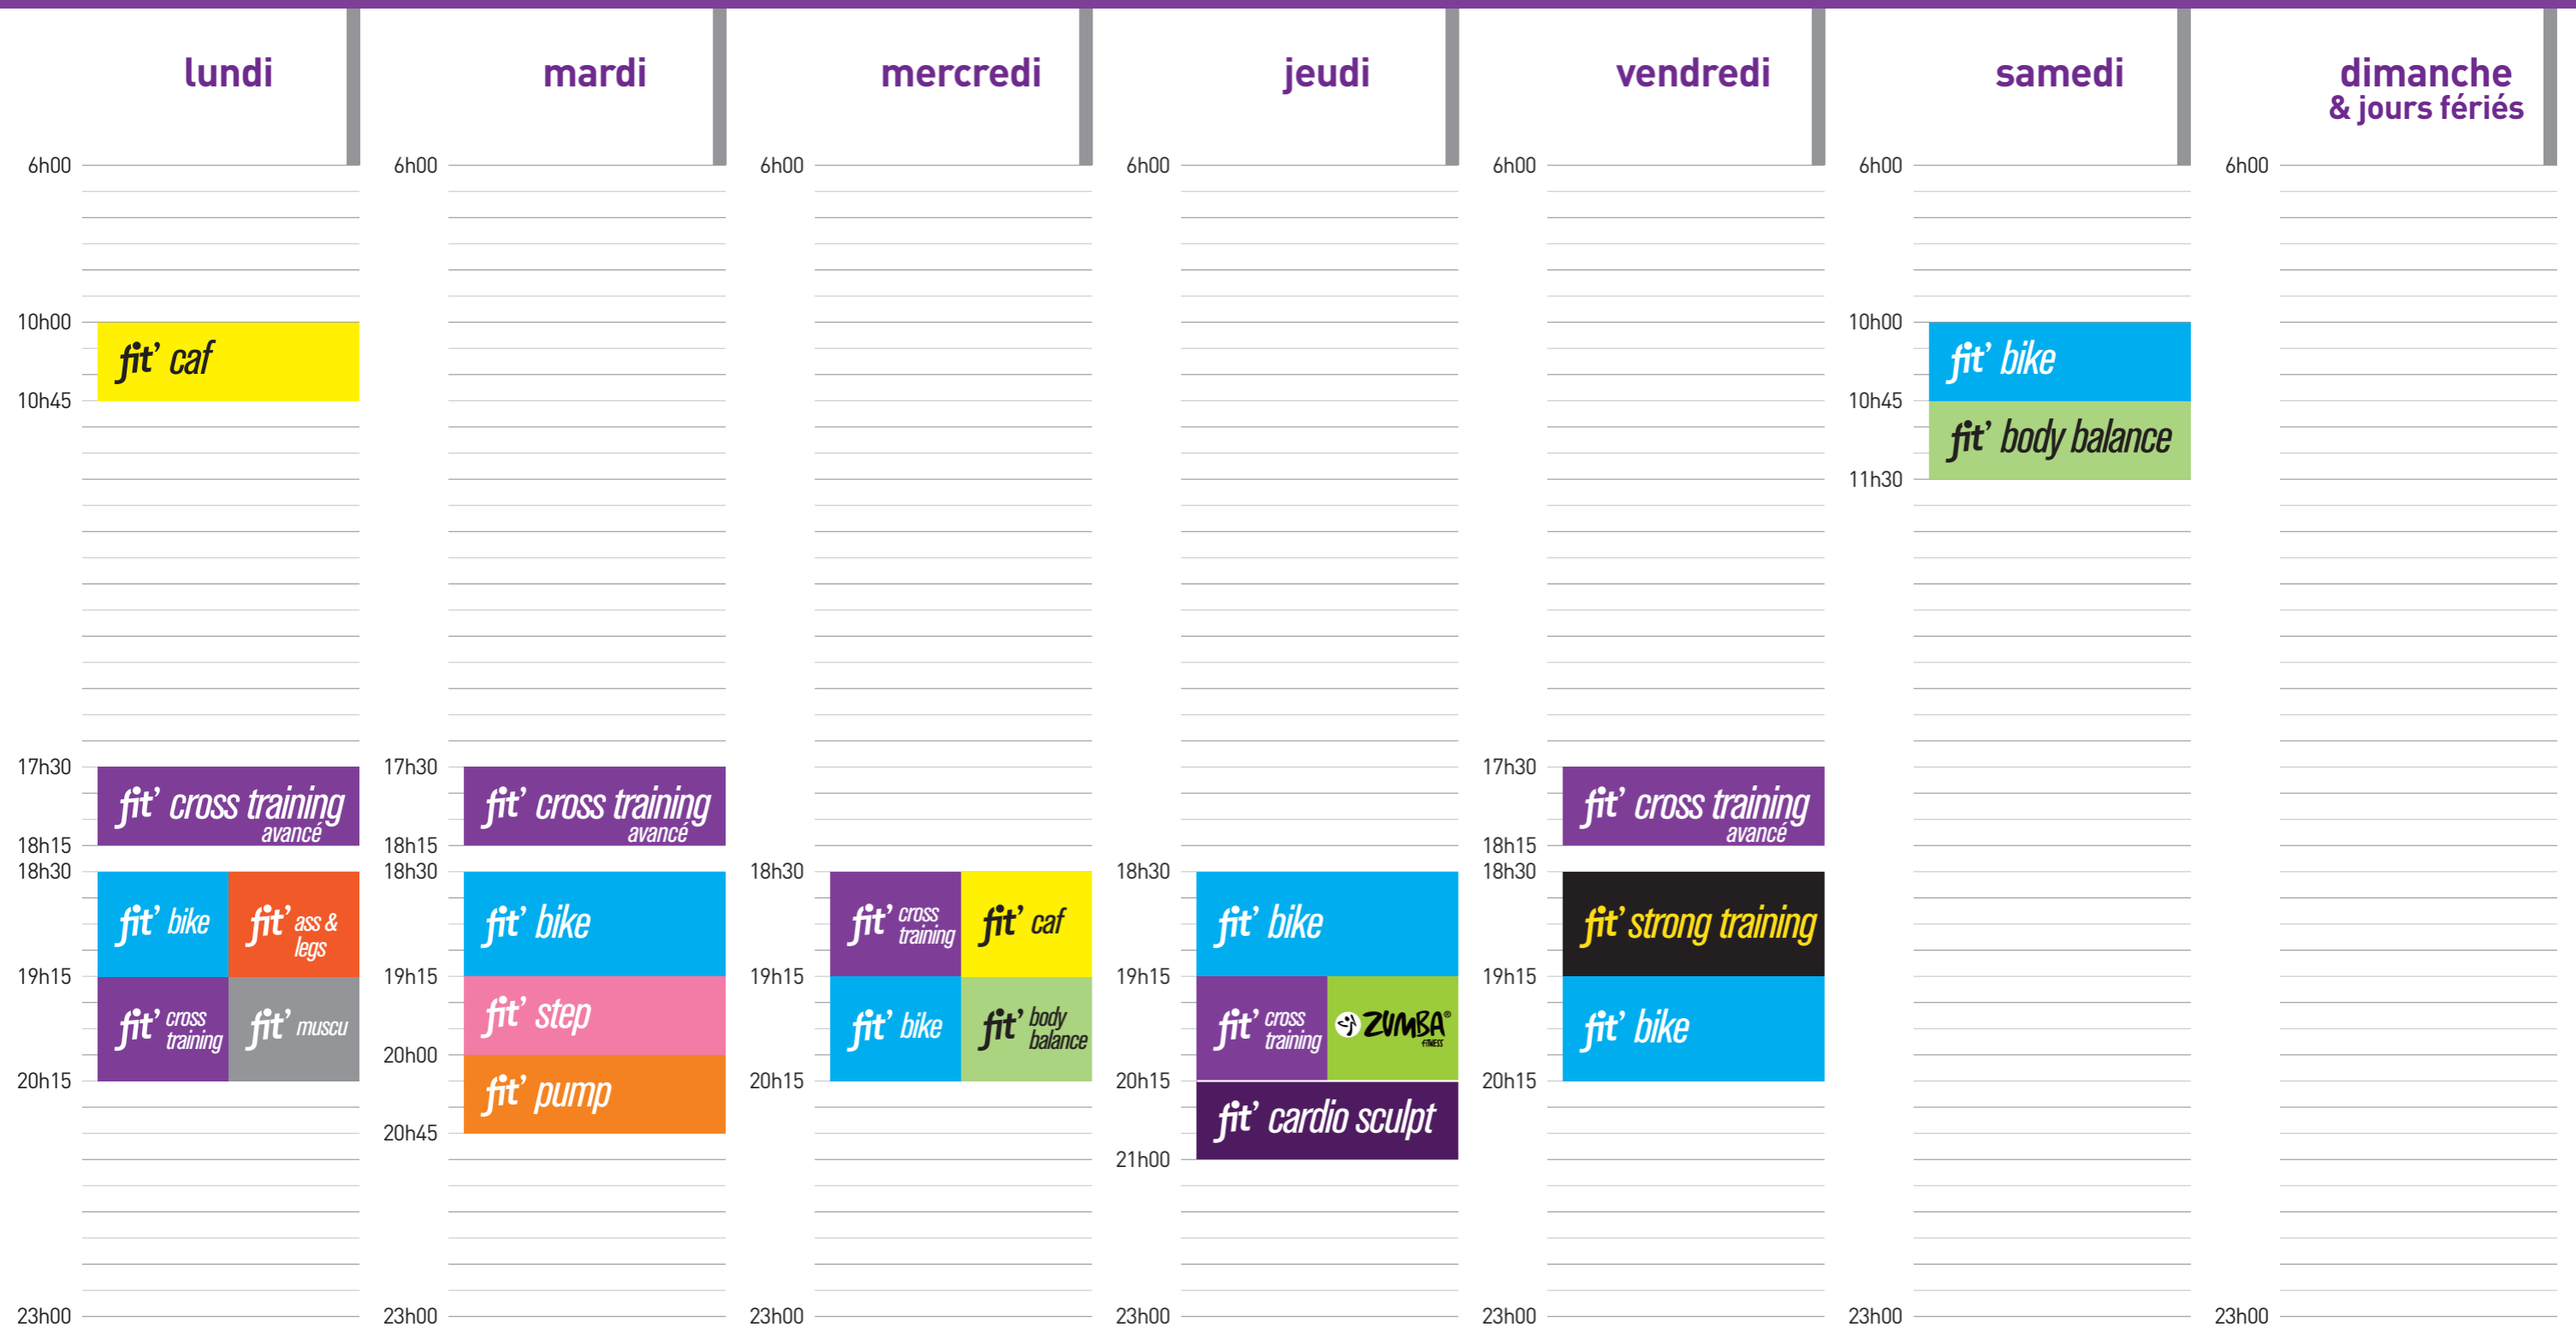 lundi
6h00
10h00
fit' caf
10h45
17h30
fit' cross training
avancé
18h15
18h30
fit' bike
fit' ass &
legs
19h15
fit' cross
training
fit' muscu
20h15
23h00
mardi
6h00
17h30
fit' cross training
avancé
18h15
18h30
fit' bike
19h15
fit' step
20h00
fit' pump
20h45
23h00
mercredi
6h00
18h30
fit' cross
training
fit' caf
19h15
fit' bike
fit' body
balance
20h15
23h00
jeudi
6h00
18h30
fit' bike
19h15
fit' cross
training
ZUMBA®
FITNESS
20h15
fit' cardio sculpt
21h00
23h00
vendredi
6h00
17h30
fit' cross training
avancé
18h15
18h30
fit' strong training
19h15
fit' bike
20h15
23h00
samedi
6h00
10h00
fit' bike
10h45
fit' body balance
11h30
23h00
dimanche
& jours fériés
6h00
23h00